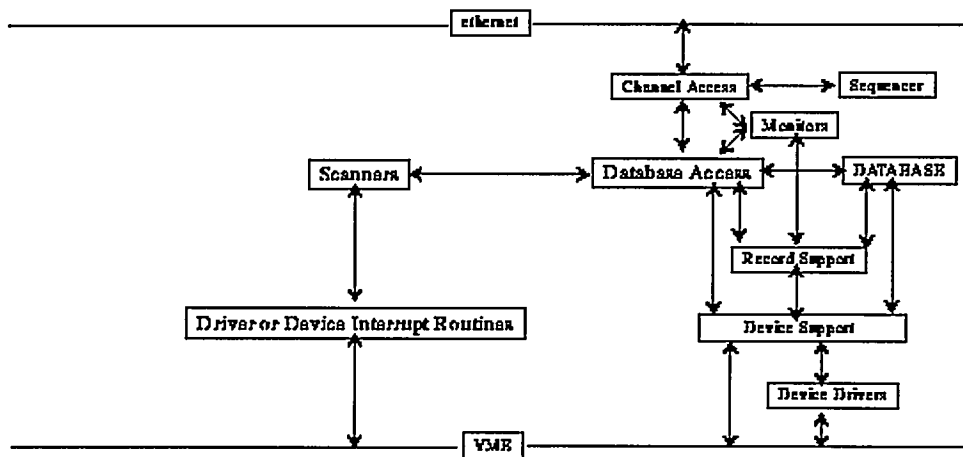 ethernet
Channel Access
Sequencer
Monitors
Scanners
Database Access
DATABASE
Record Support
Driver or Device Interrupt Routines
Device Support
Device Drivers
VME